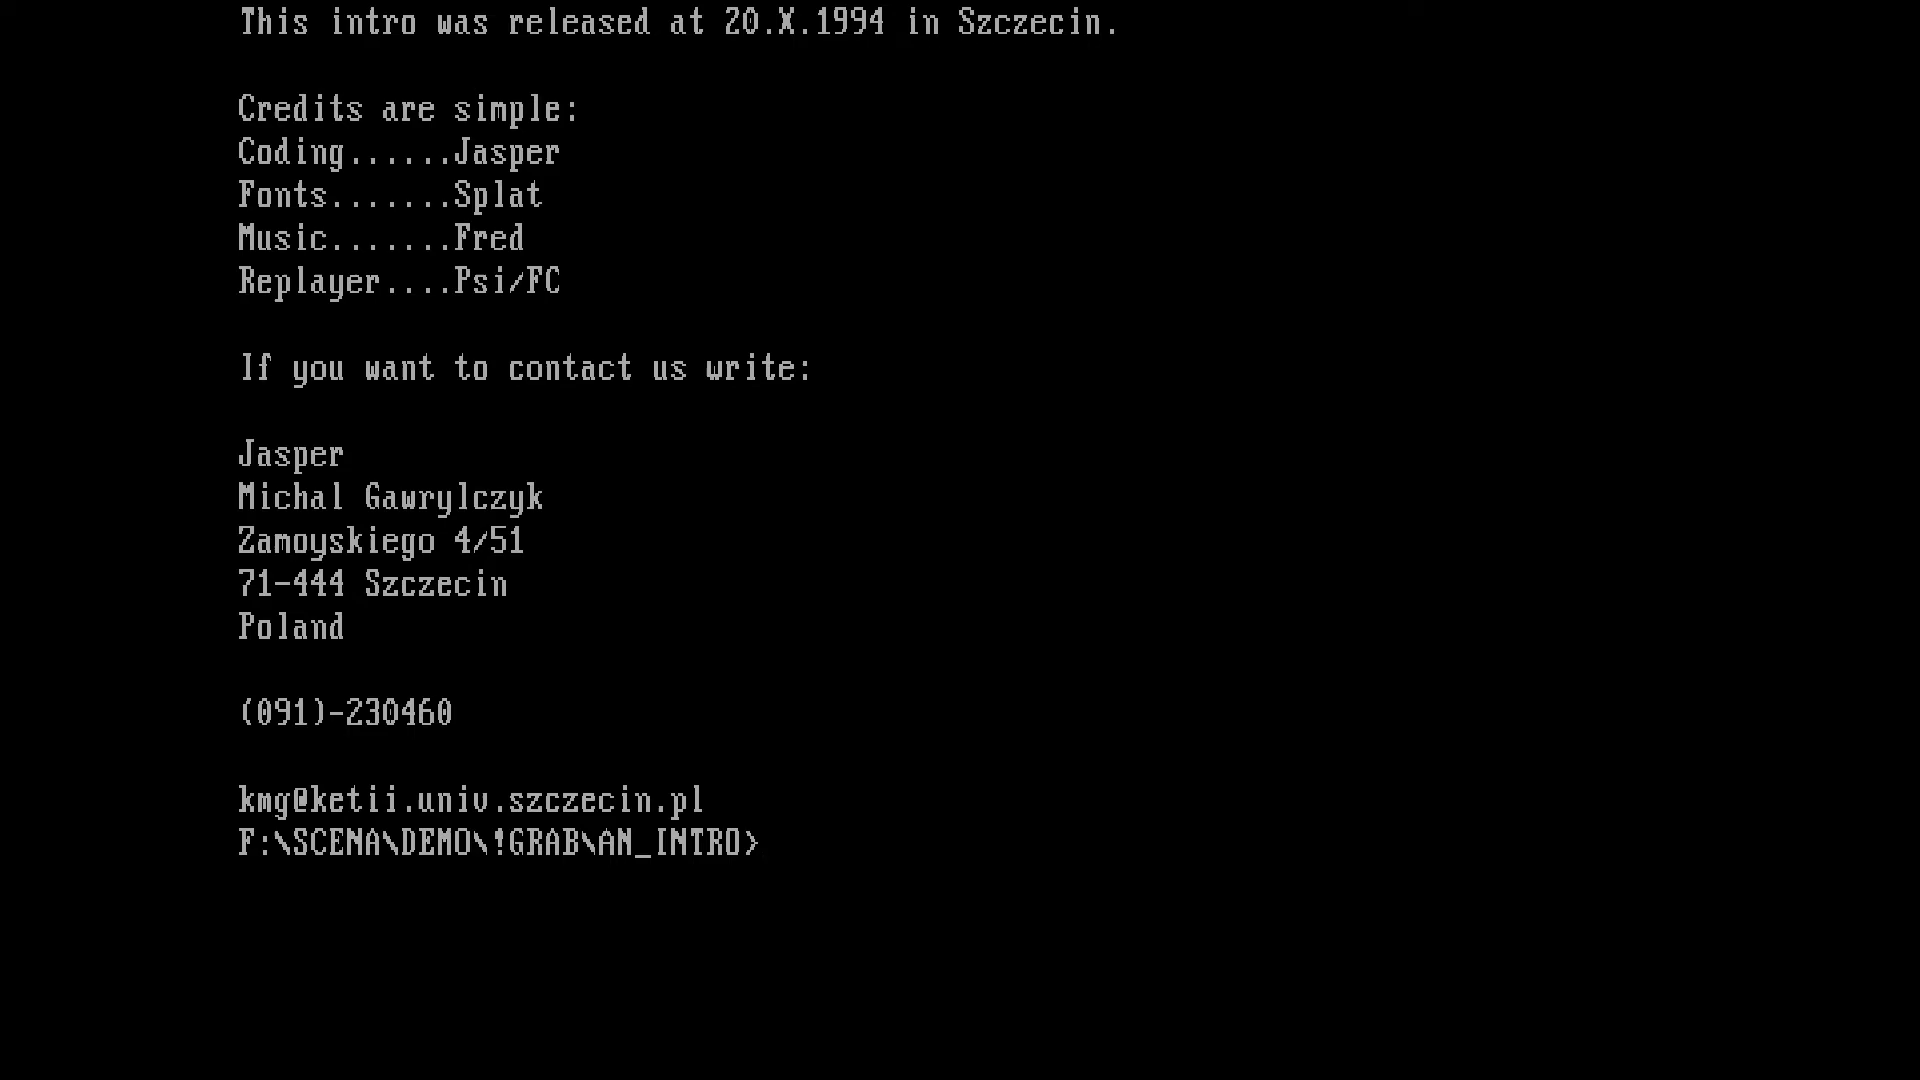 This intro was released at 20.X.1994 in Szczecin.
Credits are simple:
Coding......Jasper
Fonts.......Splat
Music.......Fred
Replayer....Psi/FC
If you want to contact us write:
Jasper
Michal Gawrylczyk
Zamoyskiego 4/51
71-444 Szczecin
Poland
(091)-230460
kmg@ketii.univ.szczecin.pl
F:\SCENA\DEMO\!GRAB\AN_INTRO>